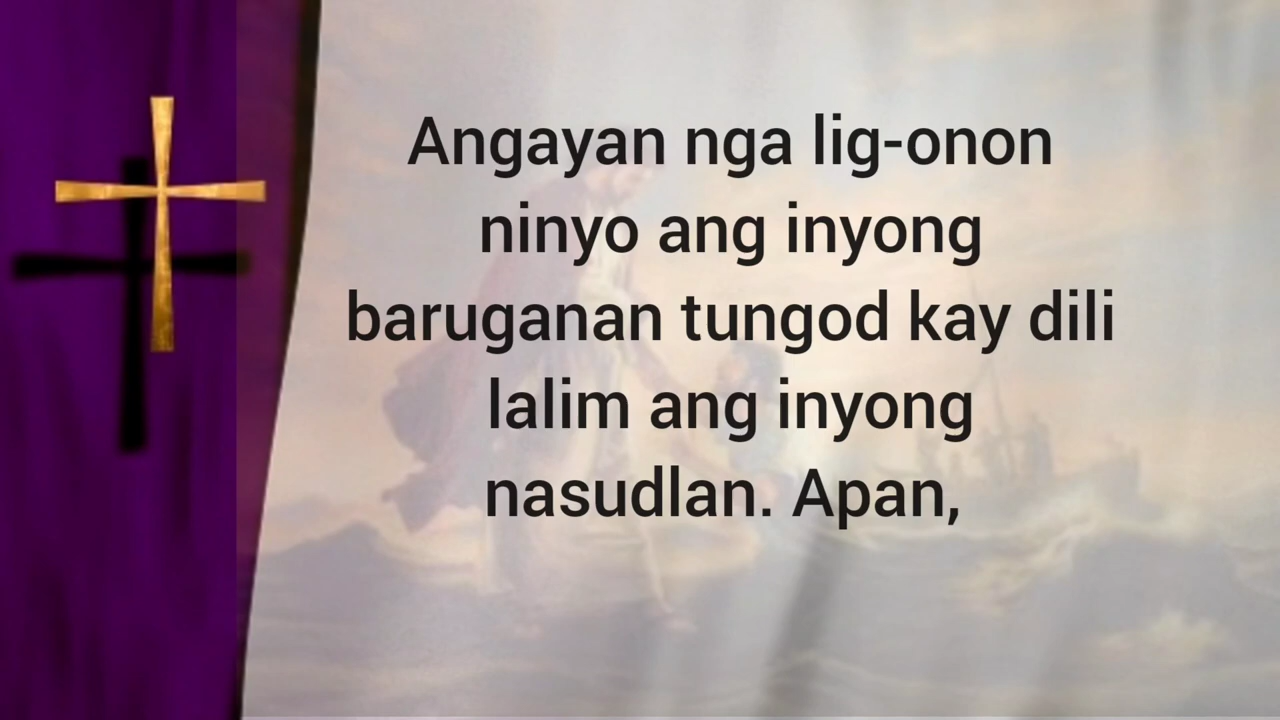 Angayan nga lig-onon
ninyo ang inyong
baruganan tungod kay dili
lalim ang inyong
nasudlan. Apan,